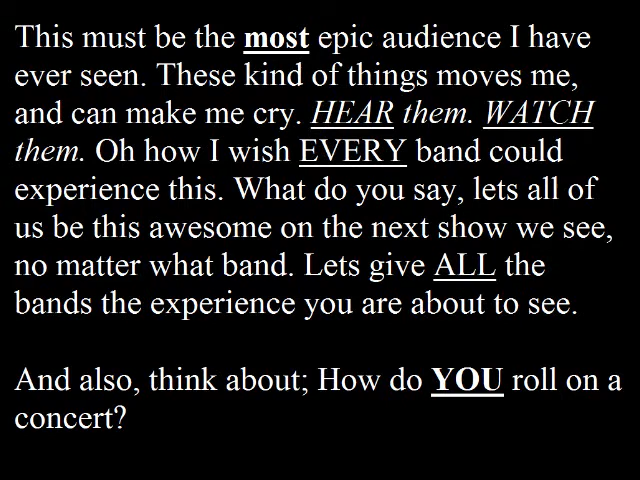 This must be the most epic audience I have
ever seen. These kind of things moves me,
and can make me cry. HEAR them. WATCH
them. Oh how I wish EVERY band could
experience this. What do you say, lets all of
us be this awesome on the next show we see,
no matter what band. Lets give ALL the
bands the experience you are about to see.
And also, think about; How do YOU roll on a
concert?